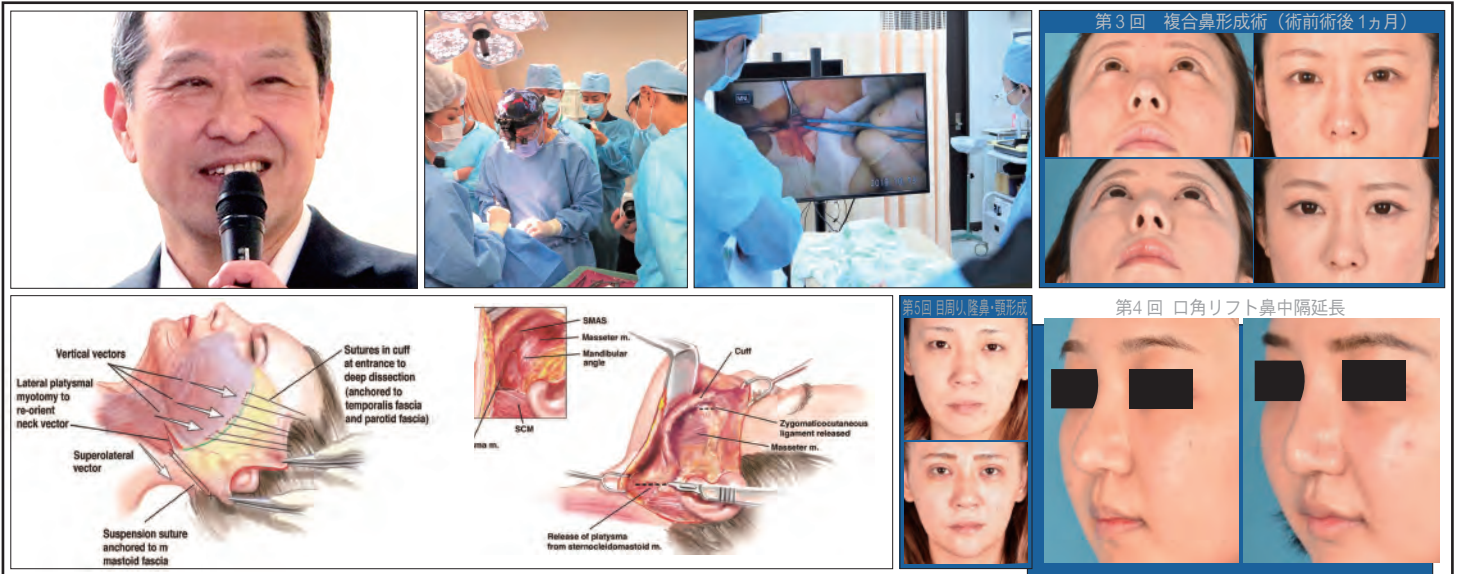 第3回 複合鼻形成術（術前術後1ヵ月）
Vertical vectors
Lateral platysmal
myotomy to
re-orient
neck vector
Superolateral
vector
Suspension suture
anchored to m
mastoid fascia
Sutures in cuff
at entrance to
deep dissection
(anchored to
temporalis fascia
and parotid fascia)
SMAS
Masseter m.
Mandibular
angle
SCM
ma m.
Cuff
Zygomaticocutaneous
ligament released
Masseter m.
Release of platysma
from sternocleidomastoid m.
第5回 目周り､隆鼻･顎形成
第4回 口角リフト鼻中隔延長